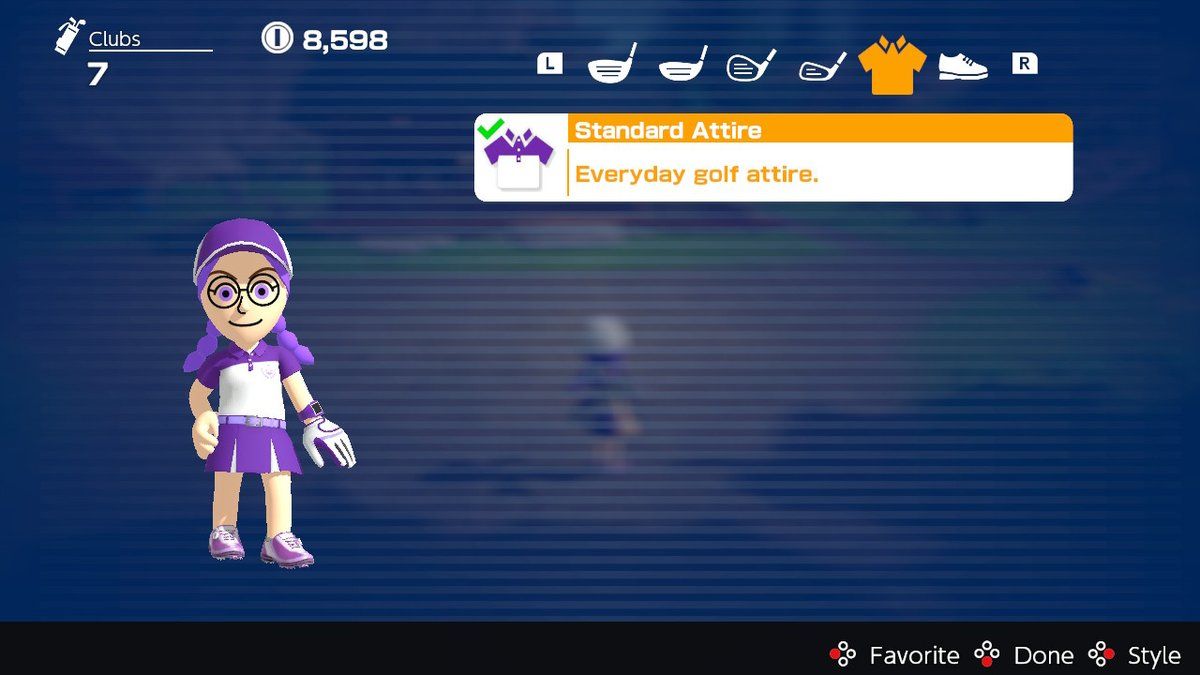 Clubs
7
8,598
L
R
Standard Attire
Everyday golf attire.
Favorite Done Style